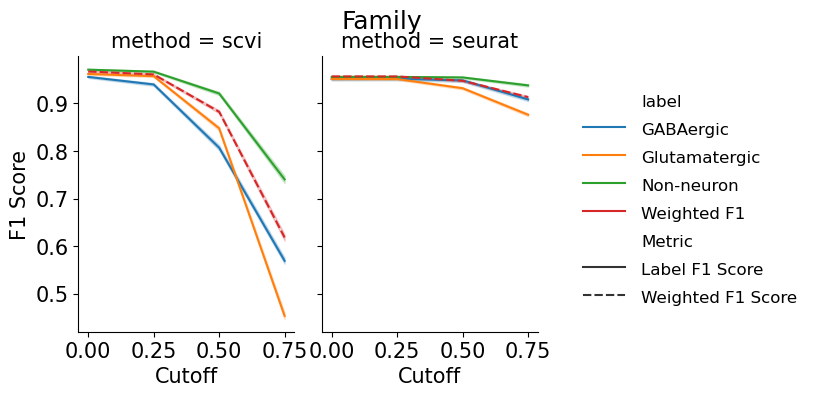 Family
method = scvi
method = seurat
F1 Score
0.9
0.8
0.7
0.6
0.5
0.00 0.25 0.50 0.75
0.00 0.25 0.50 0.75
Cutoff
Cutoff
label
GABAergic
Glutamatergic
Non-neuron
Weighted F1
Metric
Label F1 Score
Weighted F1 Score